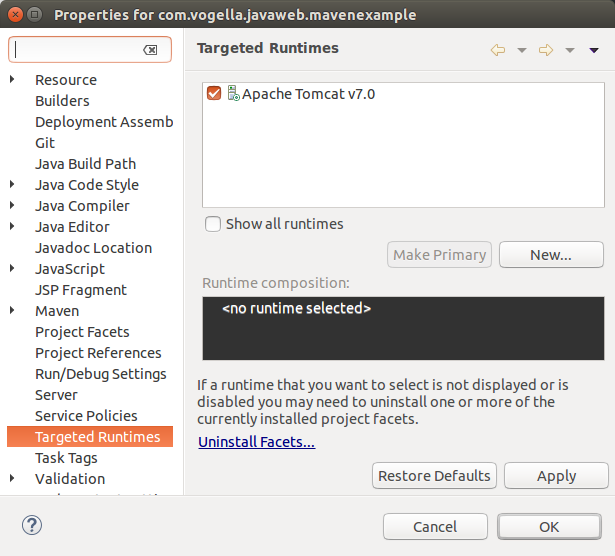 Properties for com.vogella.javaweb.mavenexample
Resource
Builders
Deployment Assemb
Git
Java Build Path
Java Code Style
Java Compiler
Java Editor
Javadoc Location
JavaScript
JSP Fragment
Maven
Project Facets
Project References
Run/Debug Settings
Server
Service Policies
Targeted Runtimes
Task Tags
Validation
Targeted Runtimes
Apache Tomcat v7.0
Show all runtimes
Make Primary
New...
Runtime composition:
<no runtime selected>
If a runtime that you want to select is not displayed or is
disabled you may need to uninstall one or more of the
currently installed project facets.
Uninstall Facets...
Restore Defaults
Apply
?
Cancel
OK